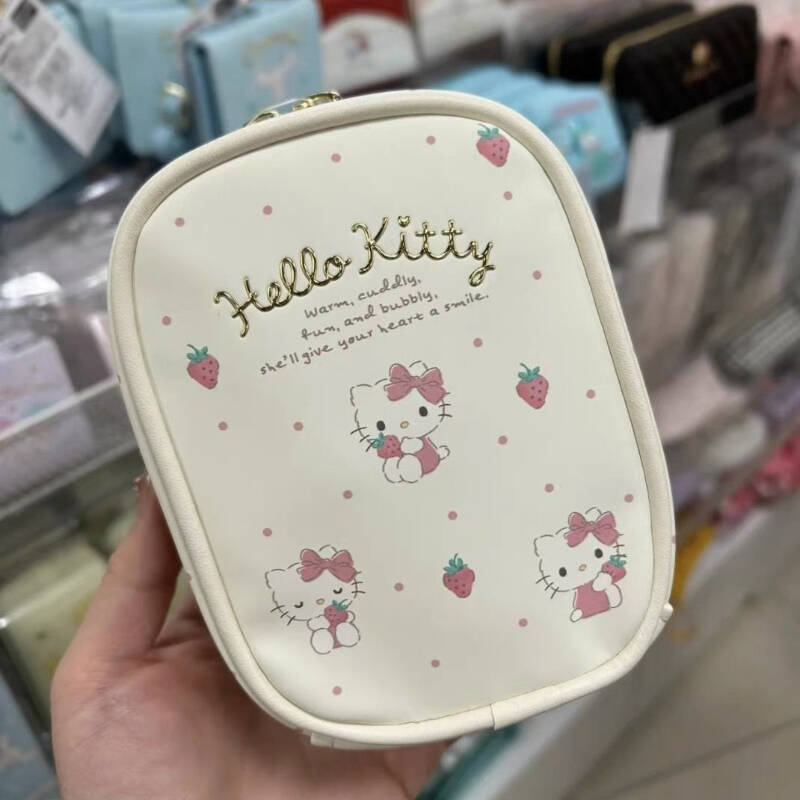 Hello Kitty
Warm, cuddly,
fun, and bubbly,
she'll give your heart a smile.